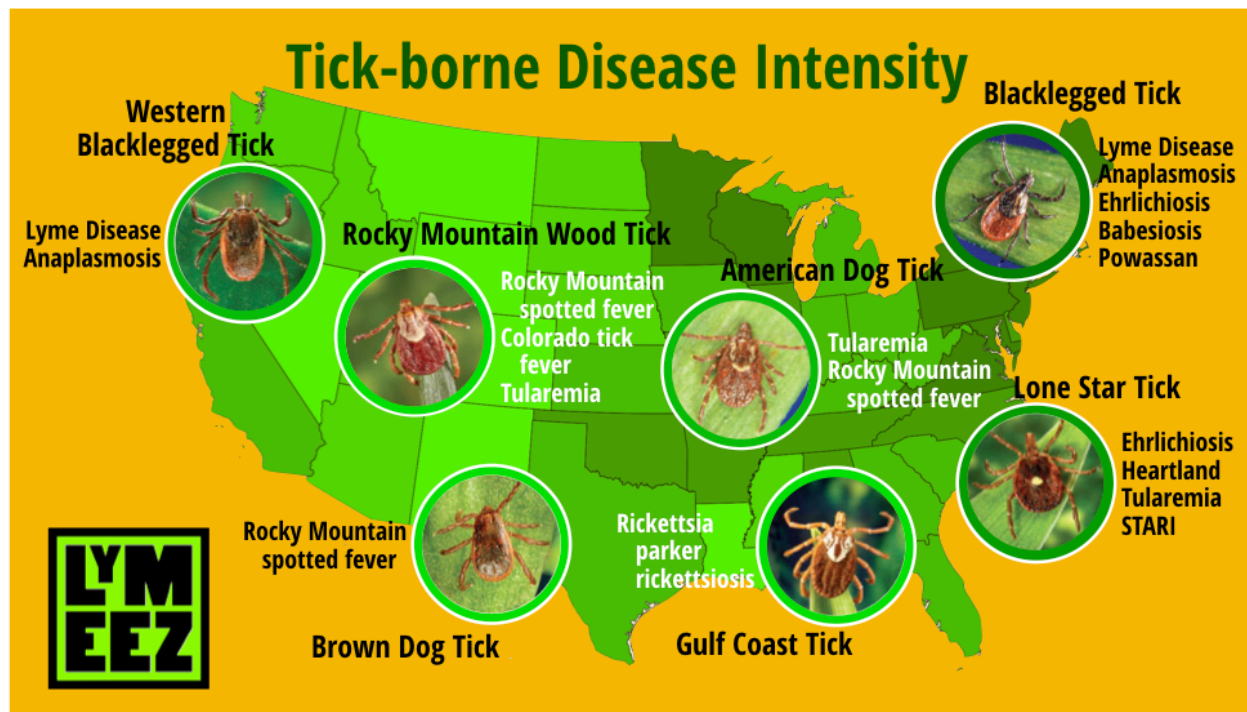 Tick-borne Disease Intensity
Western
Blacklegged Tick
Lyme Disease
Anaplasmosis
Rocky Mountain Wood Tick
Rocky Mountain
spotted fever
Colorado tick
fever
Tularemia
American Dog Tick
Tularemia
Rocky Mountain
spotted fever
Blacklegged Tick
Lyme Disease
Anaplasmosis
Ehrlichiosis
Babesiosis
Powassan
Lone Star Tick
Ehrlichiosis
Heartland
Tularemia
STARI
Rocky Mountain
spotted fever
Brown Dog Tick
Rickettsia
parker
rickettsiosis
Gulf Coast Tick
LYM
EEZ